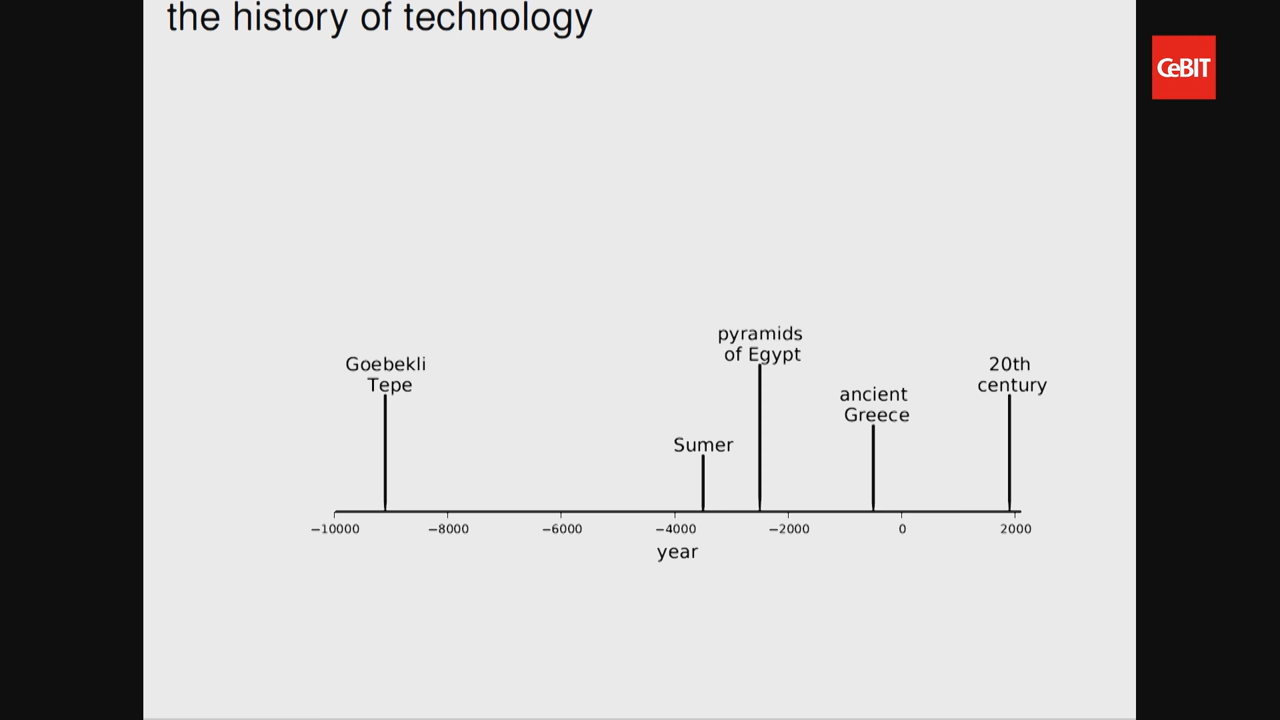 the history of technology
CeBIT
pyramids
of Egypt
Goebekli
Tepe
20th
century
ancient
Greece
Sumer
−10000
−8000
−6000
−4000
−2000
0
2000
year